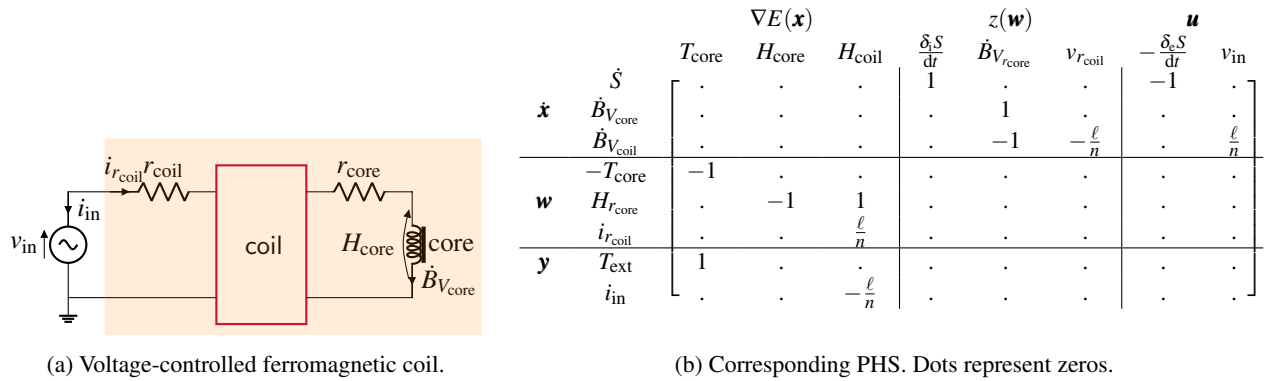 i_{r_coil} r_coil r_core
i_in
v_in coil H_core core
Ḃ_{V_core}
(a) Voltage-controlled ferromagnetic coil.
∇E(x) z(w) u
T_core H_core H_coil δ_iS/dt Ḃ_{V_{r_core}} v_{r_coil} −δ_eS/dt v_in
Ṡ . . . 1 . . −1 .
ẋ Ḃ_{V_core} . . . . 1 . . .
Ḃ_{V_coil} . . . . −1 −ℓ/n . ℓ/n
−T_core −1 . . . . . . .
w H_{r_core} . −1 1 . . . . .
i_{r_coil} . . ℓ/n . . . . .
y T_ext 1 . . . . . . .
i_in . . −ℓ/n . . . . .
(b) Corresponding PHS. Dots represent zeros.